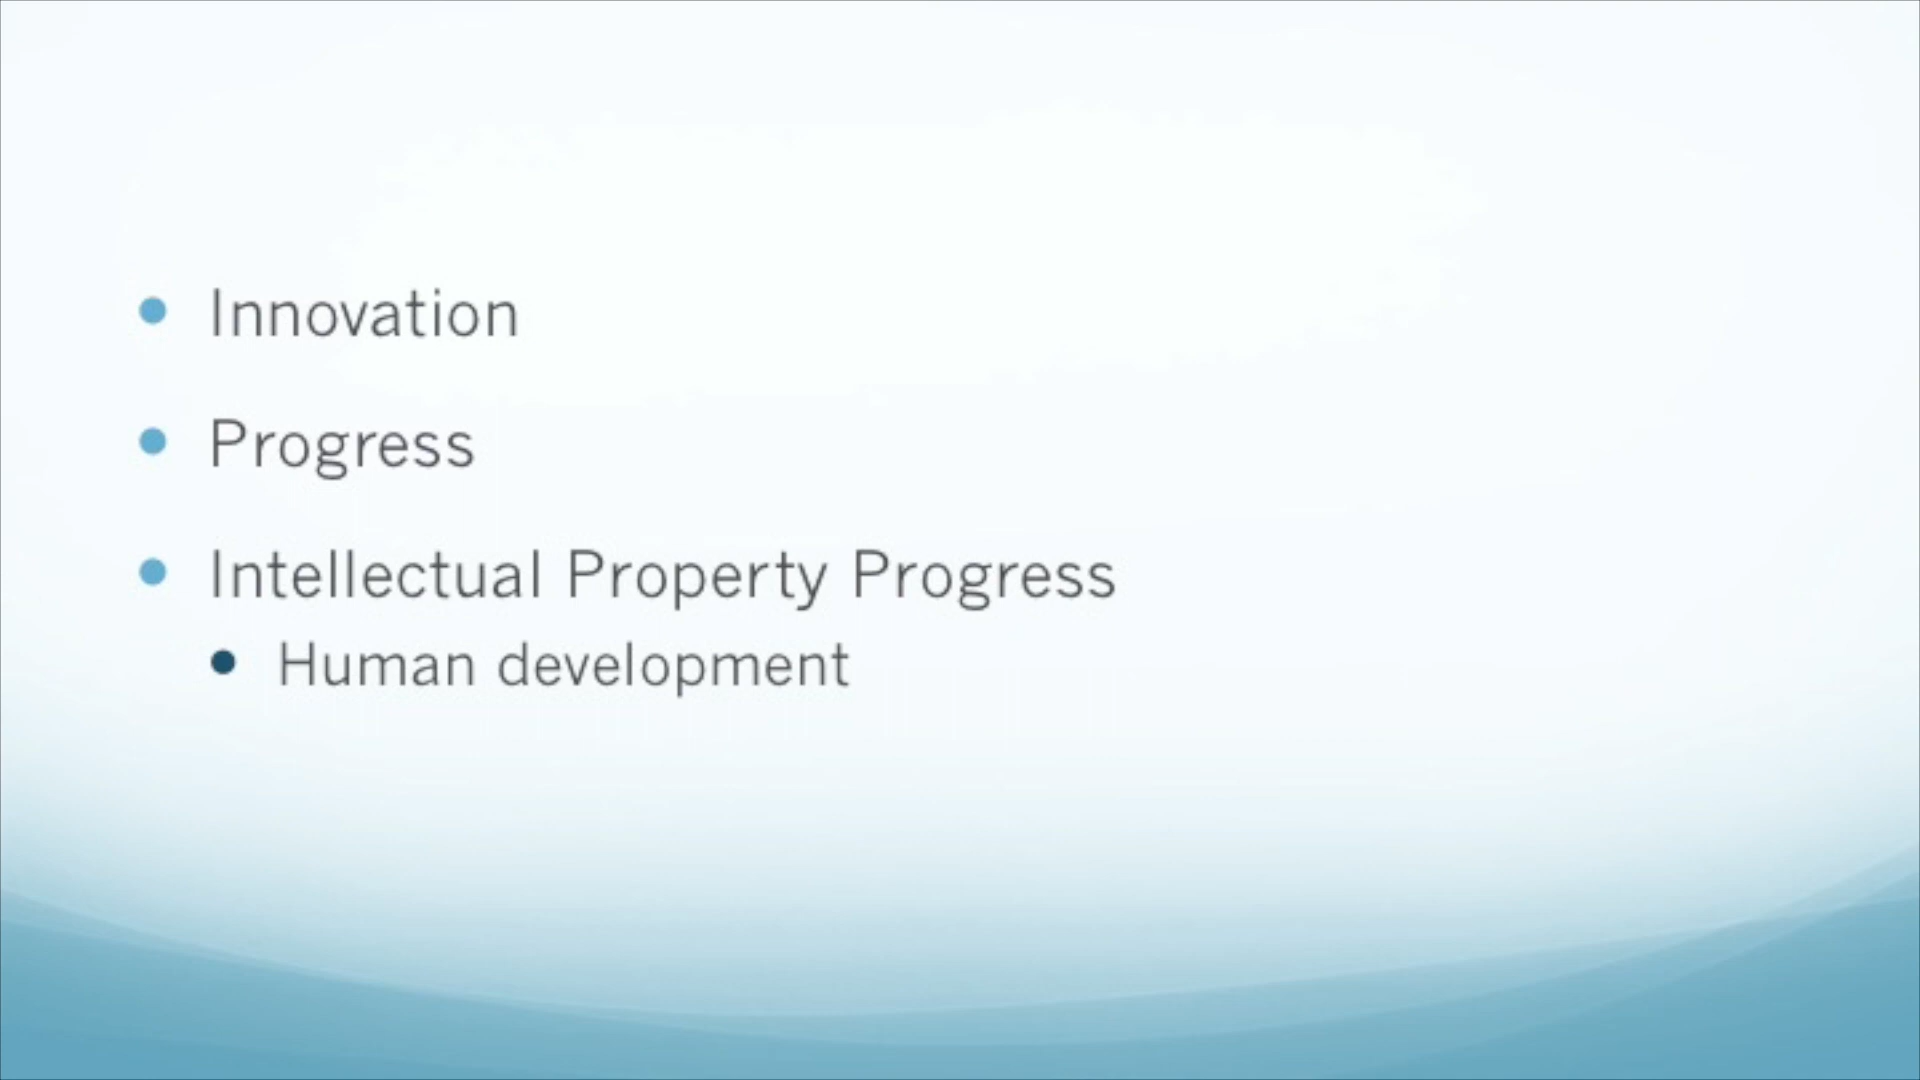 Innovation
Progress
Intellectual Property Progress
Human development